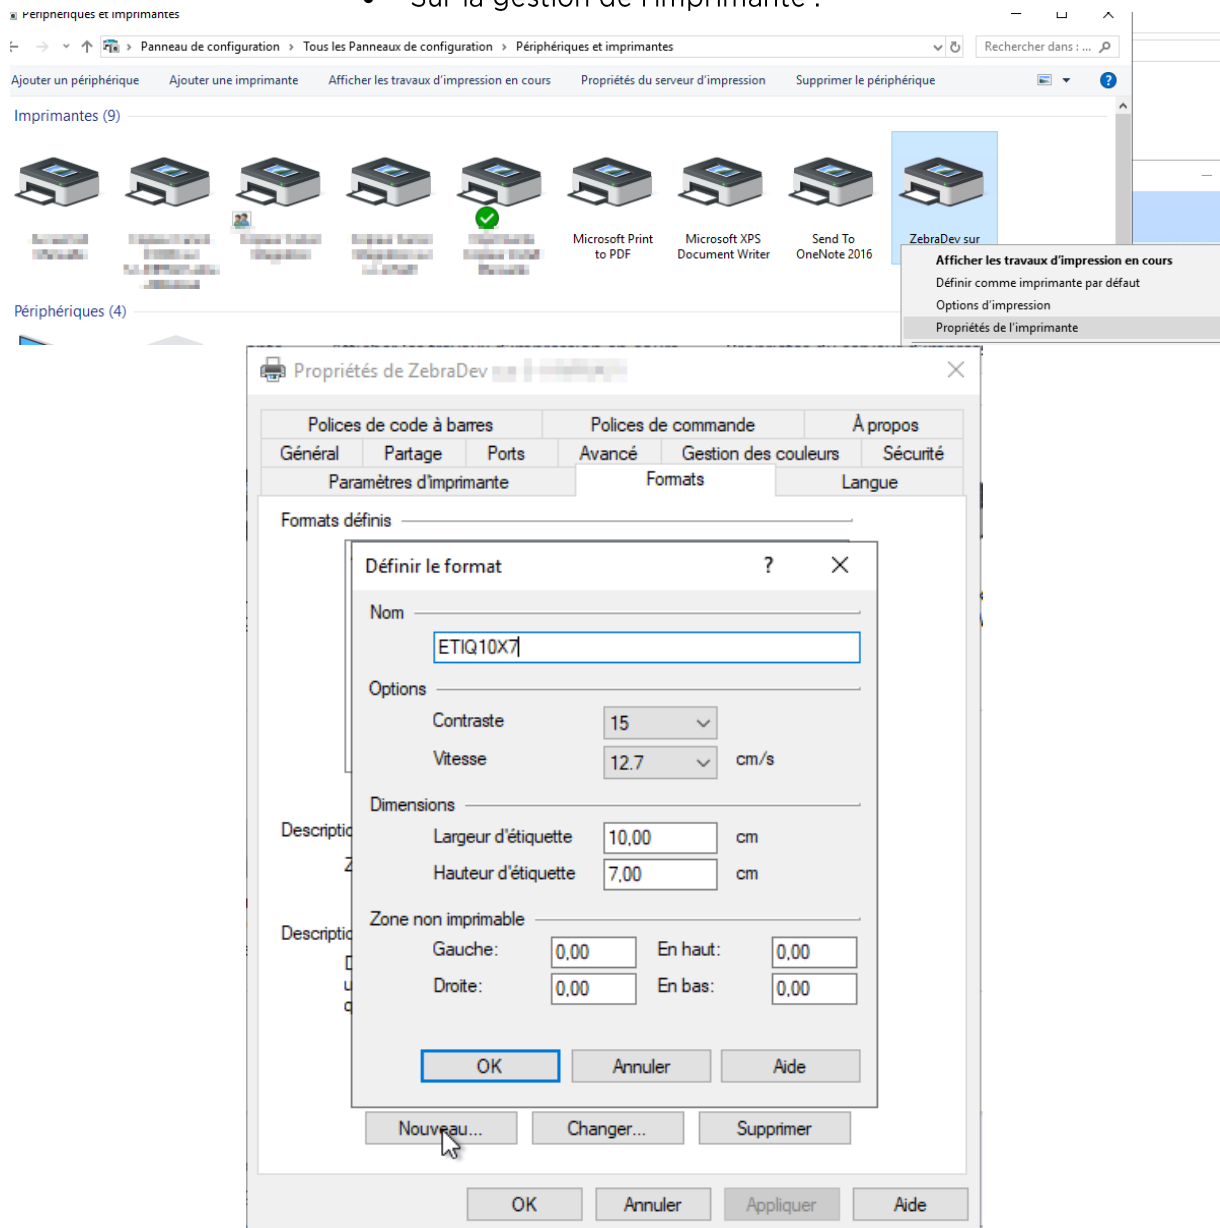 • Sur la gestion de l'imprimante :
Périphériques et imprimantes
Panneau de configuration > Tous les Panneaux de configuration > Périphériques et imprimantes
Rechercher dans : ...
Ajouter un périphérique Ajouter une imprimante Afficher les travaux d'impression en cours Propriétés du serveur d'impression Supprimer le périphérique
Imprimantes (9)
Microsoft Print
to PDF
Microsoft XPS
Document Writer
Send To
OneNote 2016
ZebraDev sur
Afficher les travaux d'impression en cours
Définir comme imprimante par défaut
Options d'impression
Propriétés de l'imprimante
Périphériques (4)
Propriétés de ZebraDev
Polices de code à barres Polices de commande À propos
Général Partage Ports Avancé Gestion des couleurs Sécurité
Paramètres d'imprimante Formats Langue
Formats définis
Définir le format ?
Nom
ETIQ10X7
Options
Contraste 15
Vitesse 12.7 cm/s
Dimensions
Descriptio
Largeur d'étiquette 10,00 cm
Z
Hauteur d'étiquette 7,00 cm
Zone non imprimable
Descriptio
Gauche: 0,00 En haut: 0,00
Droite: 0,00 En bas: 0,00
OK Annuler Aide
Nouveau... Changer... Supprimer
OK Annuler Appliquer Aide